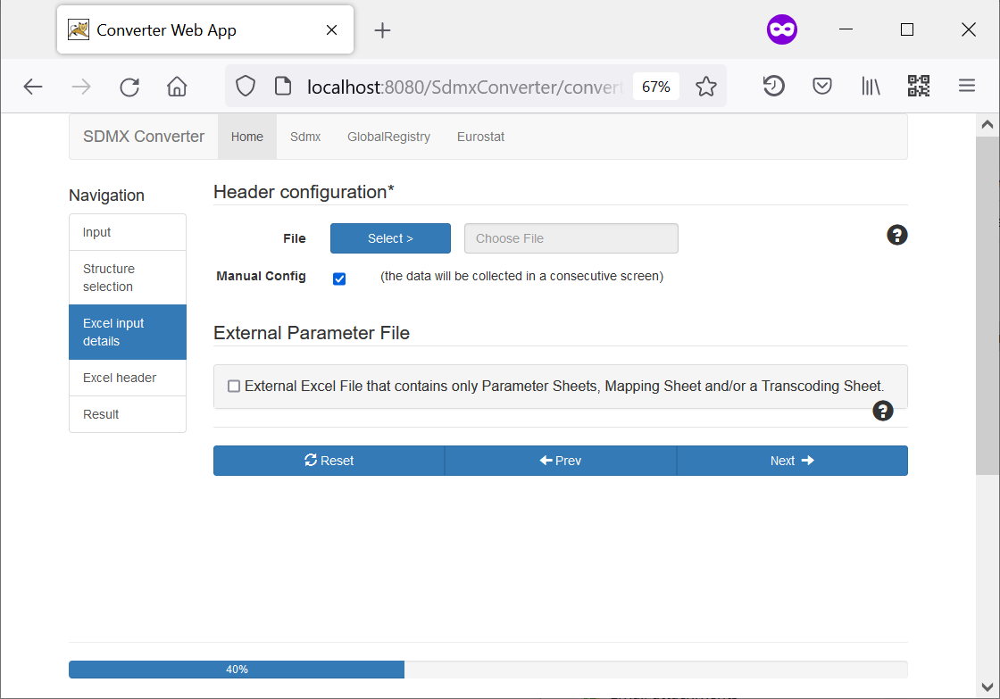 Converter Web App
localhost:8080/SdmxConverter/convert
67%
SDMX Converter
Home
Sdmx
GlobalRegistry
Eurostat
Navigation
Input
Structure
selection
Excel input
details
Excel header
Result
Header configuration*
File
Select >
Choose File
Manual Config
(the data will be collected in a consecutive screen)
External Parameter File
External Excel File that contains only Parameter Sheets, Mapping Sheet and/or a Transcoding Sheet.
Reset
Prev
Next
40%